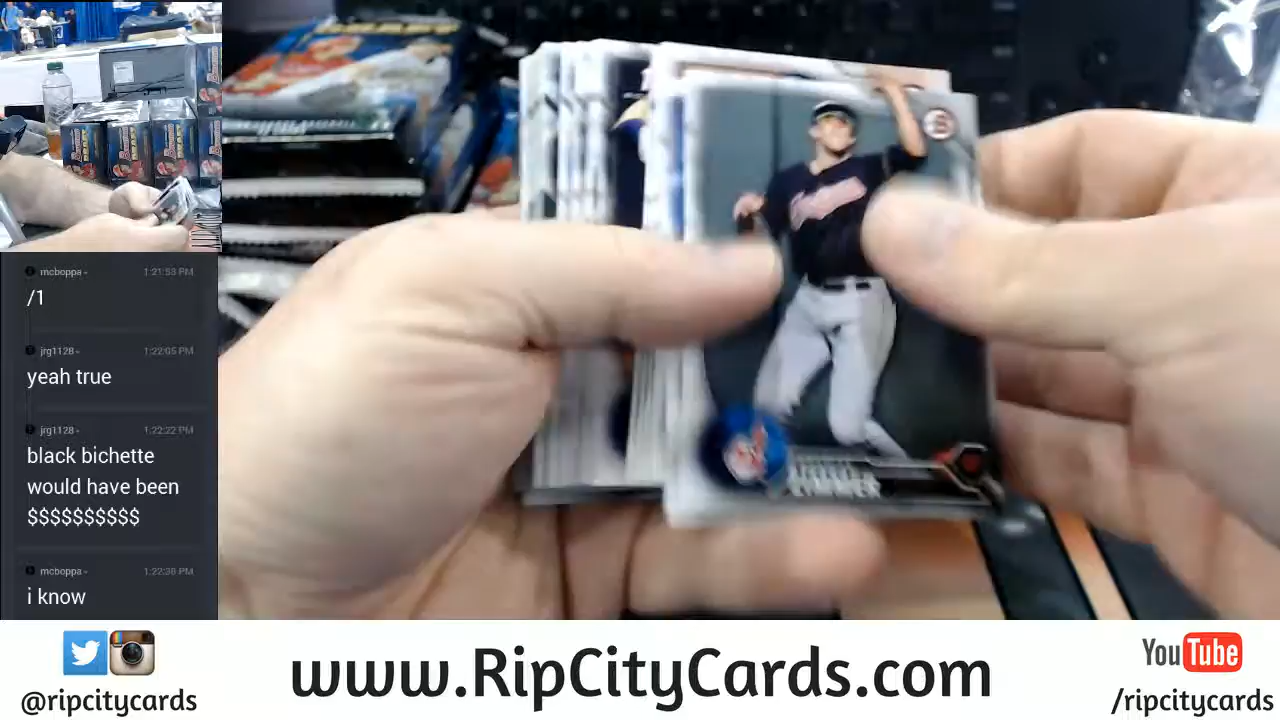 mcboppa
1:21:53 PM
/1
jrg1128
1:22:05 PM
yeah true
jrg1128
1:22:22 PM
black bichette
would have been
$$$$$$$$$$
mcboppa
1:22:38 PM
i know
@ripcitycards
www.RipCityCards.com
YouTube
/ripcitycards